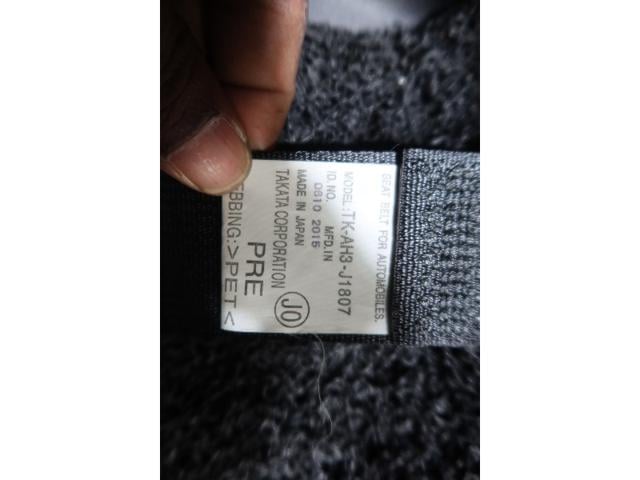 SEAT BELT FOR AUTOMOBILES.
MODEL:TK-AH3-J1807
ID.NO. MFD.IN
0610 2015
MADE IN JAPAN
TAKATA CORPORATION
JO
PRE
EBBING:>PET<